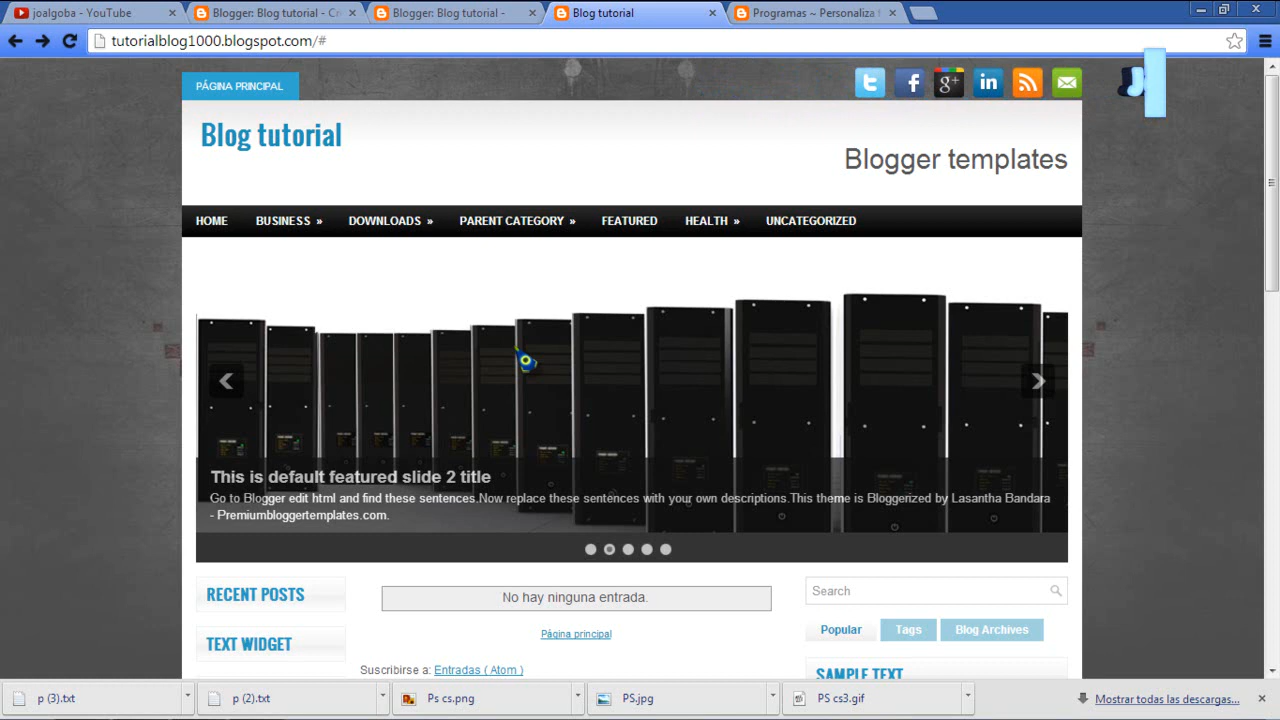 joalgoba - YouTube
Blogger: Blog tutorial - Cr
Blogger: Blog tutorial -
Blog tutorial
Programas ~ Personaliza
tutorialblog1000.blogspot.com/#
PÁGINA PRINCIPAL
Blog tutorial
Blogger templates
HOME BUSINESS » DOWNLOADS » PARENT CATEGORY » FEATURED HEALTH » UNCATEGORIZED
This is default featured slide 2 title
Go to Blogger edit html and find these sentences.Now replace these sentences with your own descriptions.This theme is Bloggerized by Lasantha Bandara
- Premiumbloggertemplates.com.
RECENT POSTS
TEXT WIDGET
No hay ninguna entrada.
Página principal
Suscribirse a: Entradas ( Atom )
Search
Popular Tags Blog Archives
SAMPLE TEXT
p (3).txt
p (2).txt
Ps cs.png
PS.jpg
PS cs3.gif
Mostrar todas las descargas...